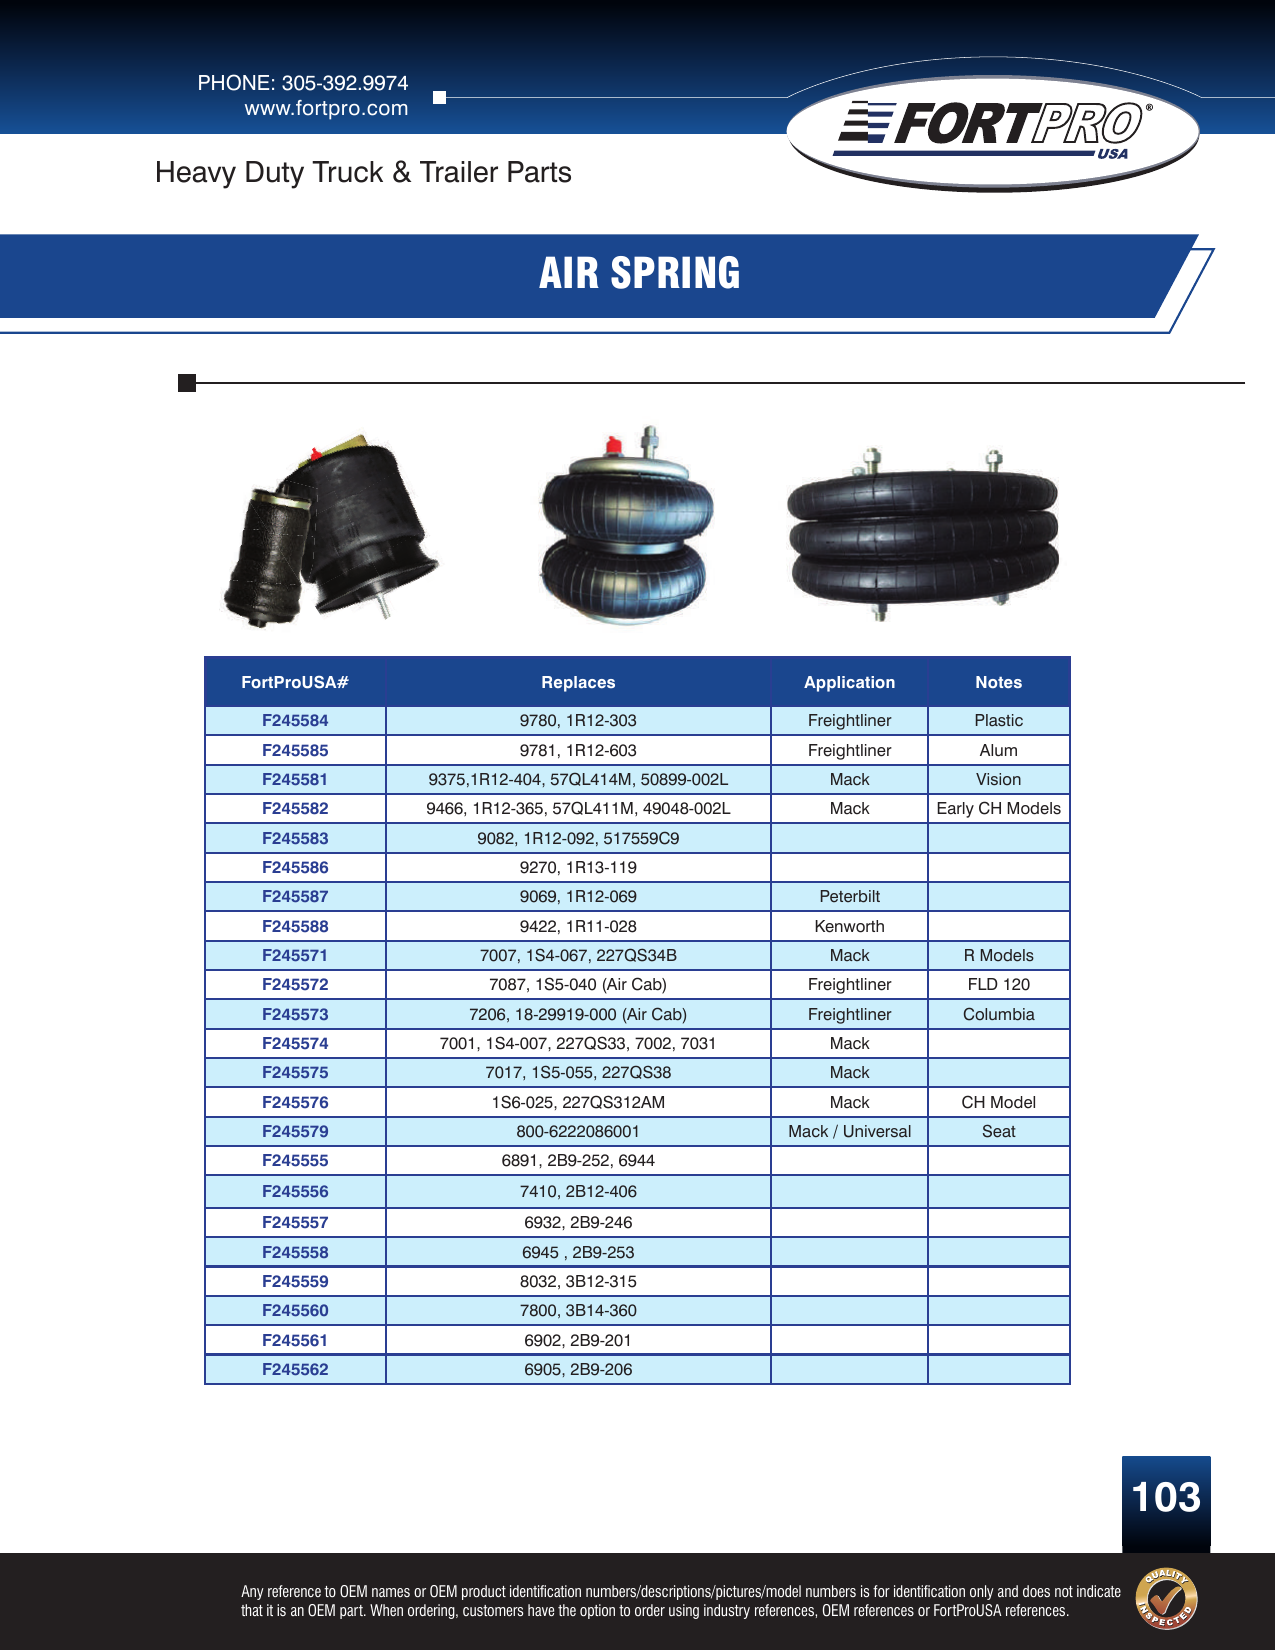 PHONE: 305-392.9974
www.fortpro.com
FORTPRO®
USA
Heavy Duty Truck & Trailer Parts
AIR SPRING
FortProUSA# Replaces Application Notes
F245584 9780, 1R12-303 Freightliner Plastic
F245585 9781, 1R12-603 Freightliner Alum
F245581 9375,1R12-404, 57QL414M, 50899-002L Mack Vision
F245582 9466, 1R12-365, 57QL411M, 49048-002L Mack Early CH Models
F245583 9082, 1R12-092, 517559C9
F245586 9270, 1R13-119
F245587 9069, 1R12-069 Peterbilt
F245588 9422, 1R11-028 Kenworth
F245571 7007, 1S4-067, 227QS34B Mack R Models
F245572 7087, 1S5-040 (Air Cab) Freightliner FLD 120
F245573 7206, 18-29919-000 (Air Cab) Freightliner Columbia
F245574 7001, 1S4-007, 227QS33, 7002, 7031 Mack
F245575 7017, 1S5-055, 227QS38 Mack
F245576 1S6-025, 227QS312AM Mack CH Model
F245579 800-6222086001 Mack / Universal Seat
F245555 6891, 2B9-252, 6944
F245556 7410, 2B12-406
F245557 6932, 2B9-246
F245558 6945 , 2B9-253
F245559 8032, 3B12-315
F245560 7800, 3B14-360
F245561 6902, 2B9-201
F245562 6905, 2B9-206
103
Any reference to OEM names or OEM product identification numbers/descriptions/pictures/model numbers is for identification only and does not indicate
that it is an OEM part. When ordering, customers have the option to order using industry references, OEM references or FortProUSA references.
QUALITY
INSPECTED